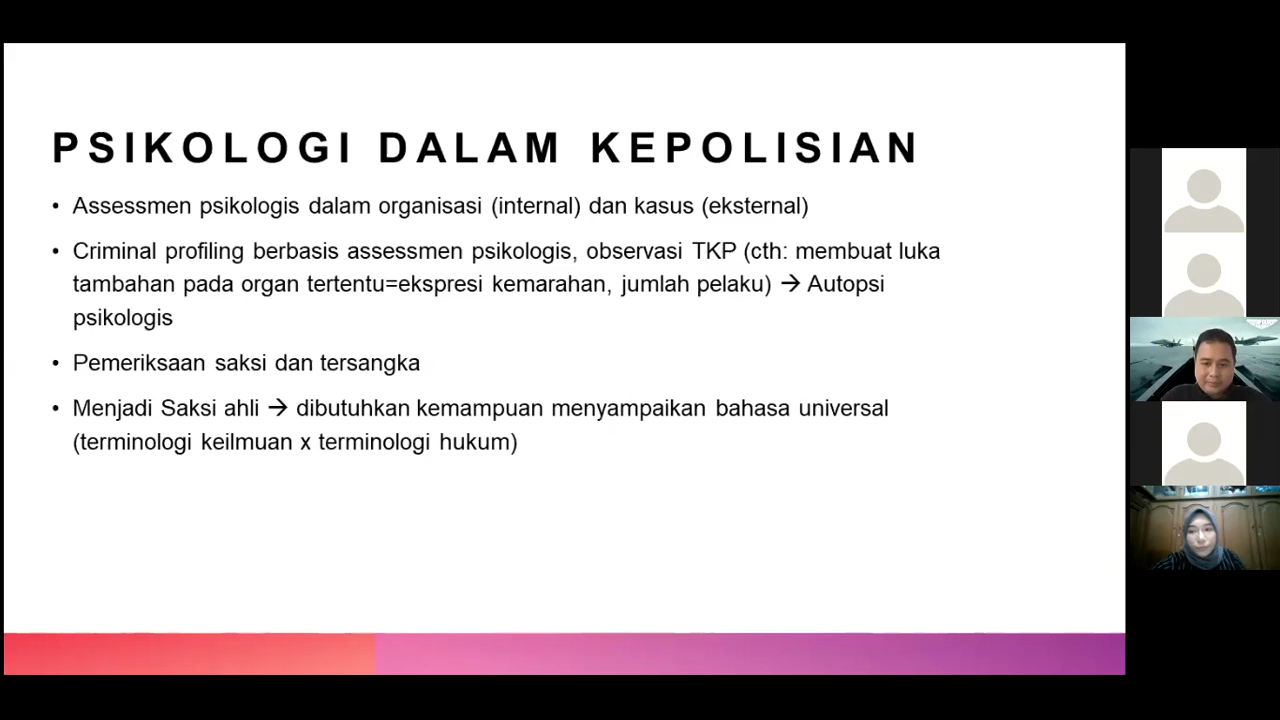 PSIKOLOGI DALAM KEPOLISIAN
• Assessmen psikologis dalam organisasi (internal) dan kasus (eksternal)
• Criminal profiling berbasis assessmen psikologis, observasi TKP (cth: membuat luka
tambahan pada organ tertentu=ekspresi kemarahan, jumlah pelaku) → Autopsi
psikologis
• Pemeriksaan saksi dan tersangka
• Menjadi Saksi ahli → dibutuhkan kemampuan menyampaikan bahasa universal
(terminologi keilmuan x terminologi hukum)